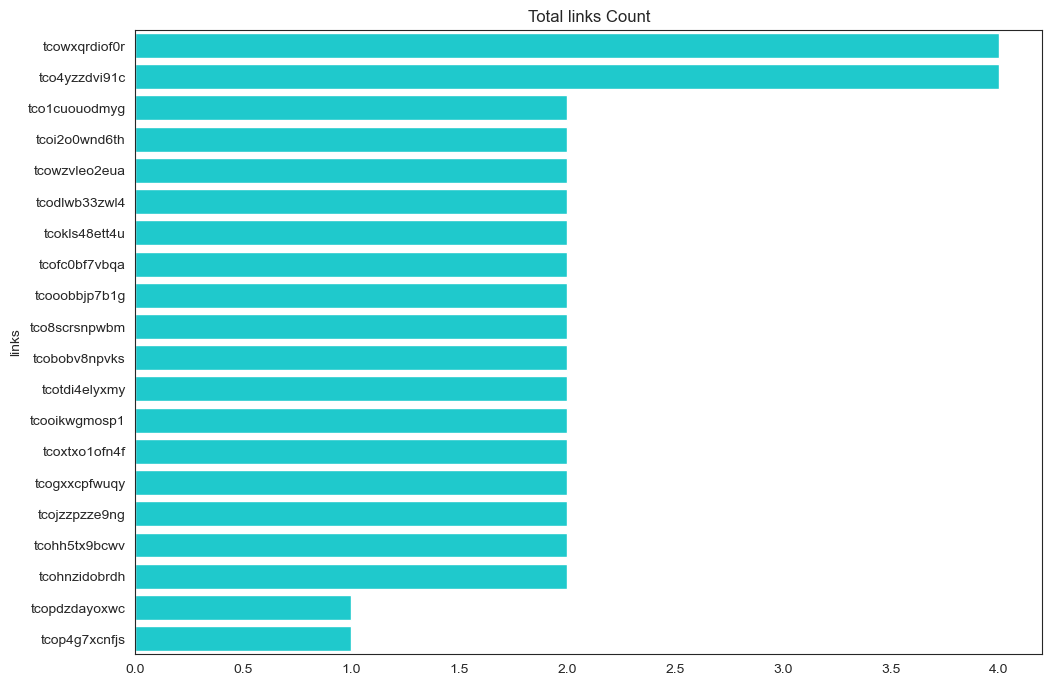 Total links Count
links
tcowxqrdiof0r
tco4yzzdvi91c
tco1cuouodmyg
tcoi2o0wnd6th
tcowzvleo2eua
tcodlwb33zwl4
tcokls48ett4u
tcofc0bf7vbqa
tcooobbjp7b1g
tco8scrsnpwbm
tcobobv8npvks
tcotdi4elyxmy
tcooikwgmosp1
tcoxtxo1ofn4f
tcogxxcpfwuqy
tcojzzpzze9ng
tcohh5tx9bcwv
tcohnzidobrdh
tcopdzdayoxwc
tcop4g7xcnfjs
0.0 0.5 1.0 1.5 2.0 2.5 3.0 3.5 4.0